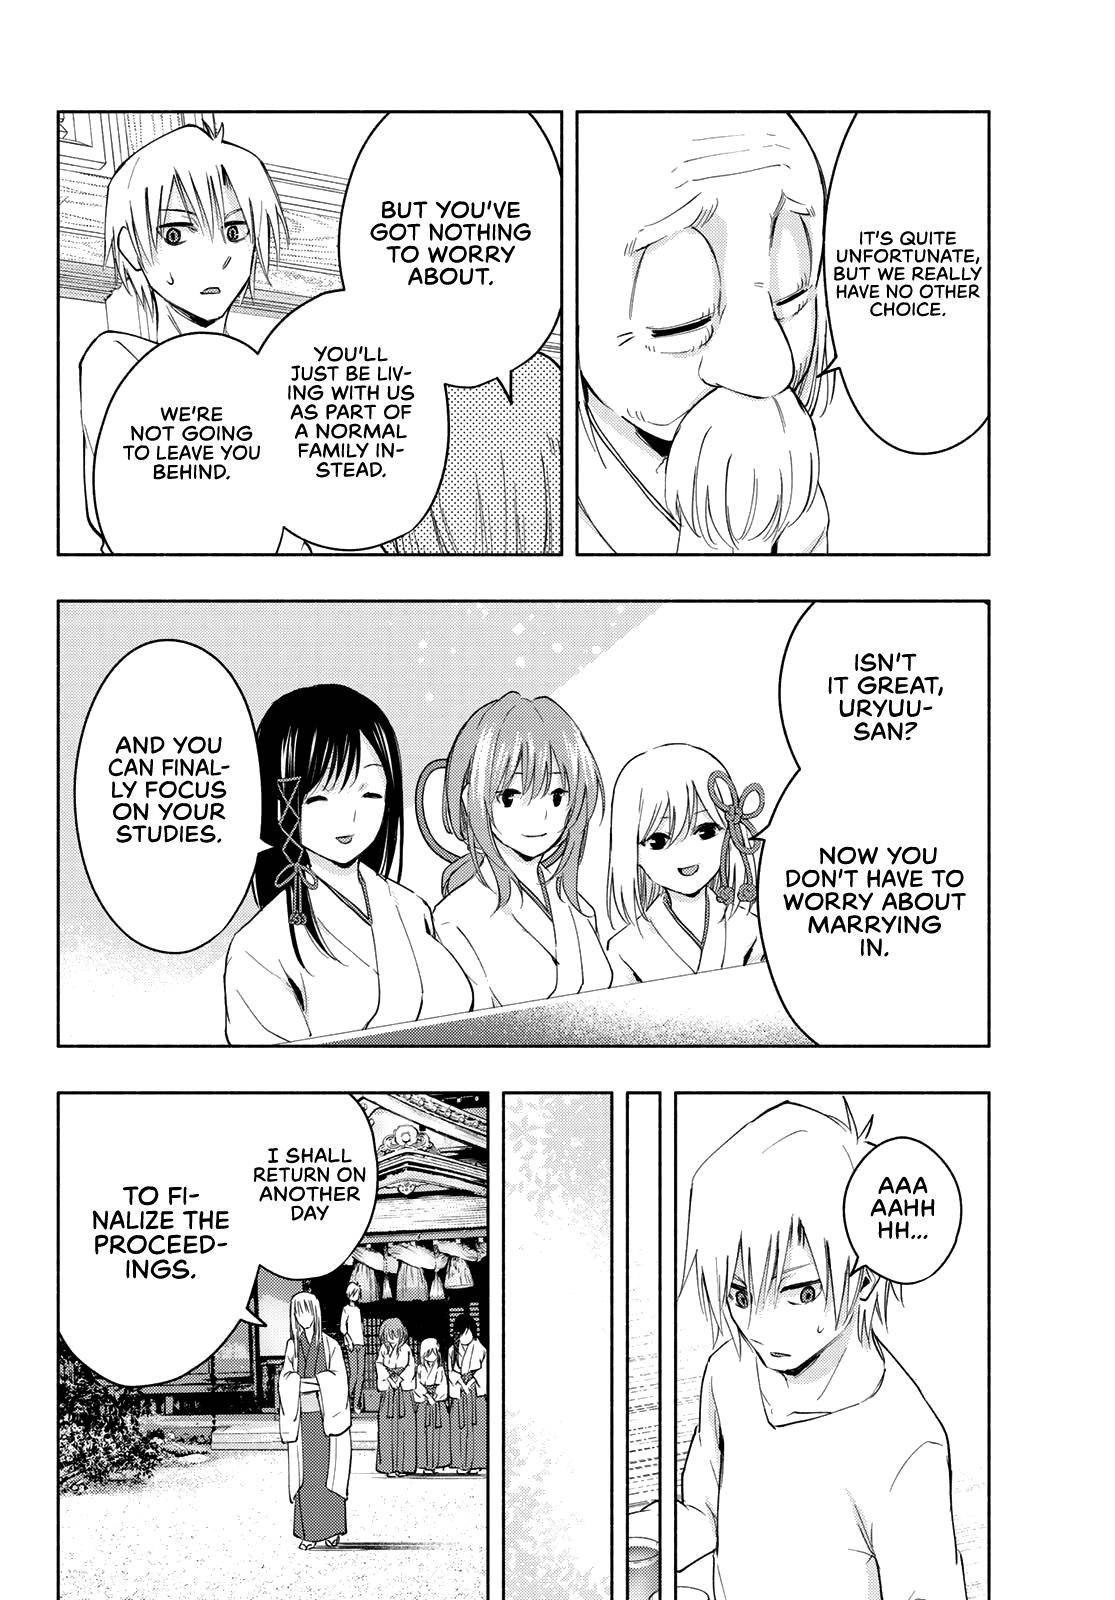 IT'S QUITE
UNFORTUNATE,
BUT WE REALLY
HAVE NO OTHER
CHOICE.
BUT YOU'VE
GOT NOTHING
TO WORRY
ABOUT.
YOU'LL
JUST BE LIV-
ING WITH US
AS PART OF
A NORMAL
FAMILY IN-
STEAD.
WE'RE
NOT GOING
TO LEAVE YOU
BEHIND.
ISN'T
IT GREAT,
URYUU-
SAN?
NOW YOU
DON'T HAVE TO
WORRY ABOUT
MARRYING
IN.
AND YOU
CAN FINAL-
LY FOCUS
ON YOUR
STUDIES.
AAA
AAHH
HH...
I SHALL
RETURN ON
ANOTHER
DAY
TO FI-
NALIZE THE
PROCEED-
INGS.